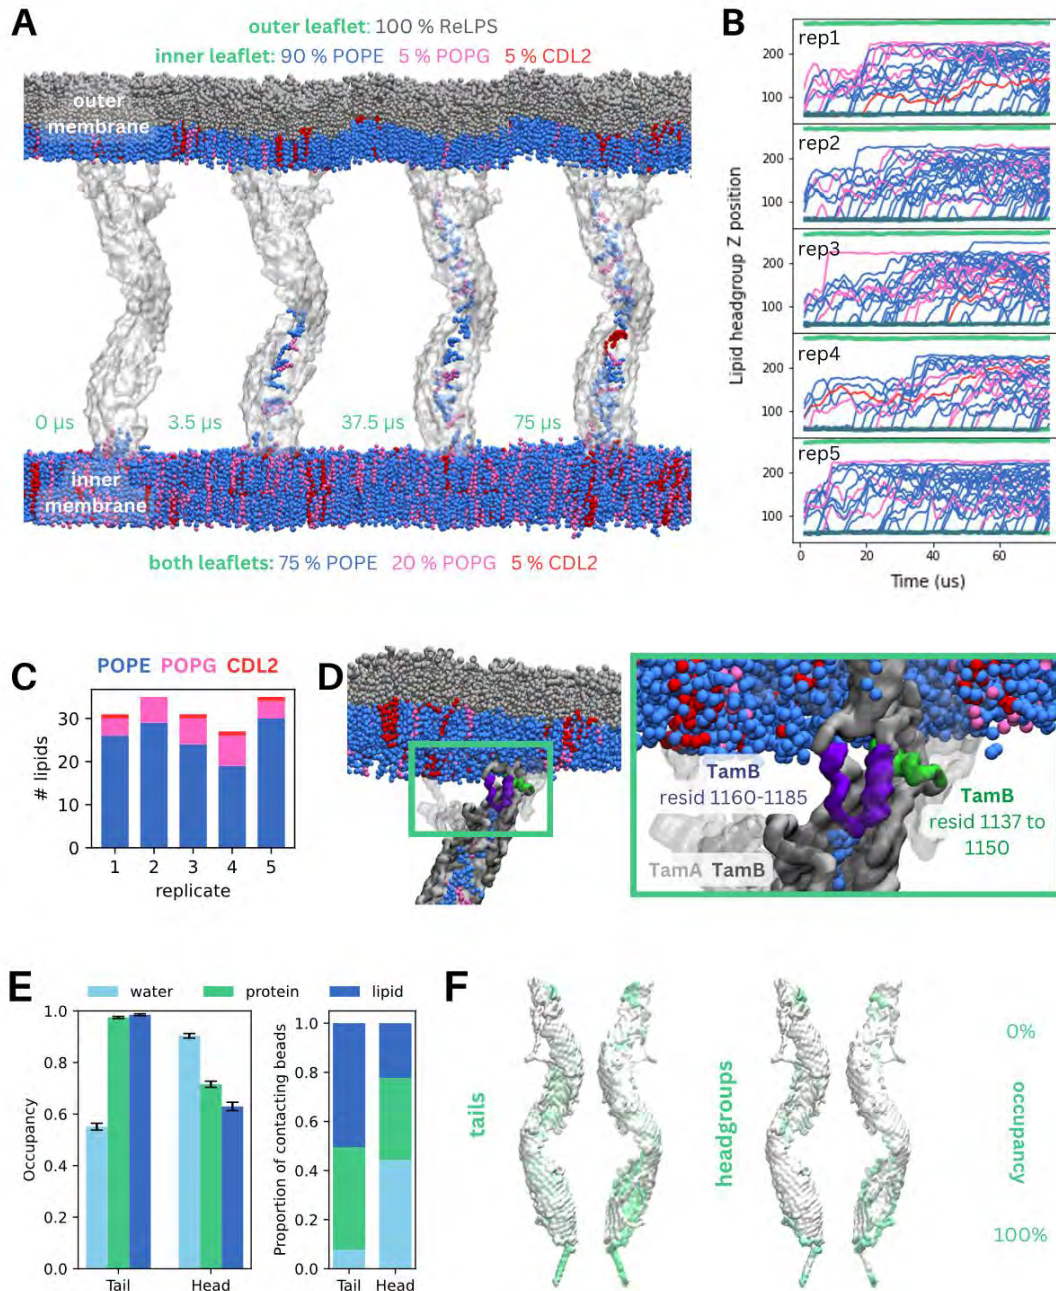 A
outer leaflet: 100 % ReLPS
inner leaflet: 90 % POPE 5 % POPG 5 % CDL2
outer
membrane
0 µs
3.5 µs
37.5 µs
75 µs
inner
membrane
both leaflets: 75 % POPE 20 % POPG 5 % CDL2
B
Lipid headgroup Z position
rep1
200
100
rep2
200
100
rep3
200
100
rep4
200
100
rep5
200
100
0
20
40
60
Time (us)
C
POPE POPG CDL2
# lipids
30
20
10
0
1 2 3 4 5
replicate
D
TamB
resid 1160-1185
TamB
resid 1137 to
1150
TamA TamB
E
water protein lipid
Occupancy
1.0
0.8
0.6
0.4
0.2
0.0
Tail Head
Proportion of contacting beads
1.0
0.8
0.6
0.4
0.2
0.0
Tail Head
F
tails
headgroups
0%
occupancy
100%